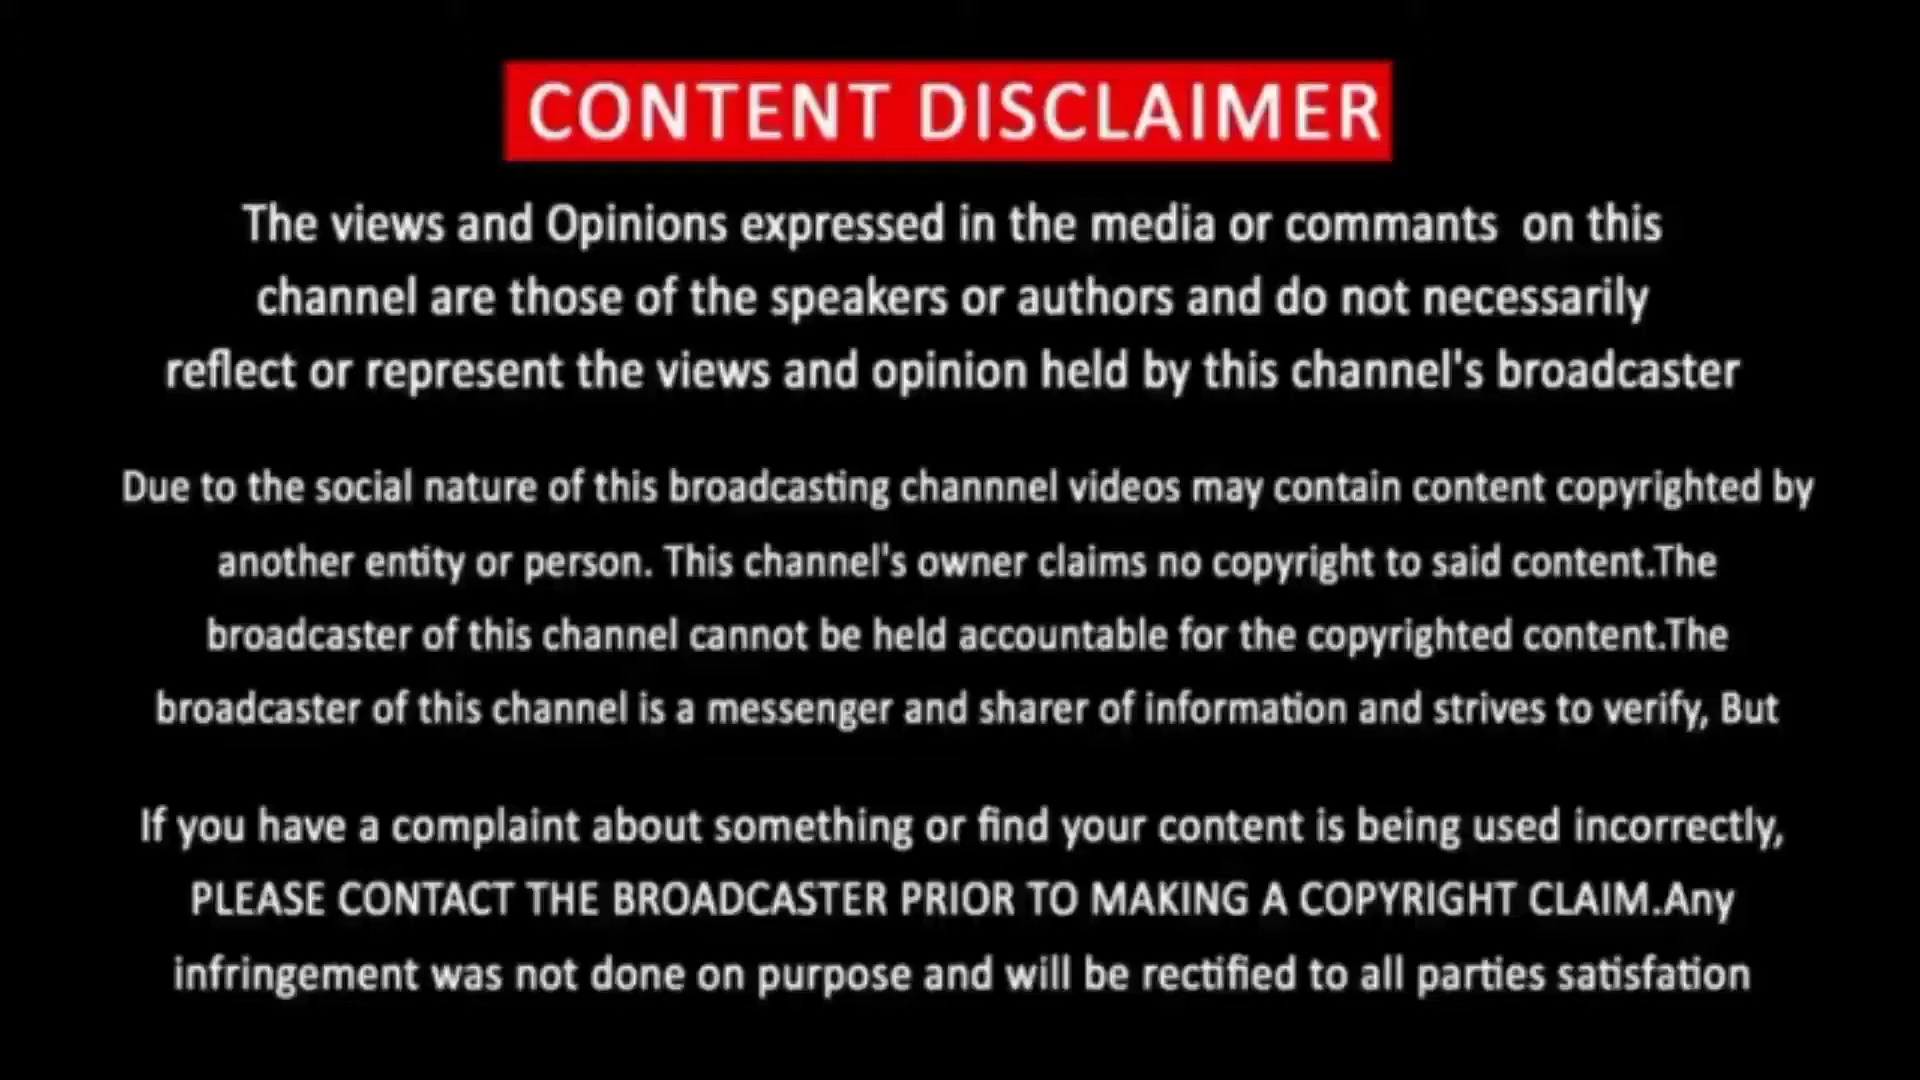 CONTENT DISCLAIMER
The views and Opinions expressed in the media or commants on this
channel are those of the speakers or authors and do not necessarily
reflect or represent the views and opinion held by this channel's broadcaster
Due to the social nature of this broadcasting channnel videos may contain content copyrighted by
another entity or person. This channel's owner claims no copyright to said content.The
broadcaster of this channel cannot be held accountable for the copyrighted content.The
broadcaster of this channel is a messenger and sharer of information and strives to verify, But
If you have a complaint about something or find your content is being used incorrectly,
PLEASE CONTACT THE BROADCASTER PRIOR TO MAKING A COPYRIGHT CLAIM.Any
infringement was not done on purpose and will be rectified to all parties satisfation